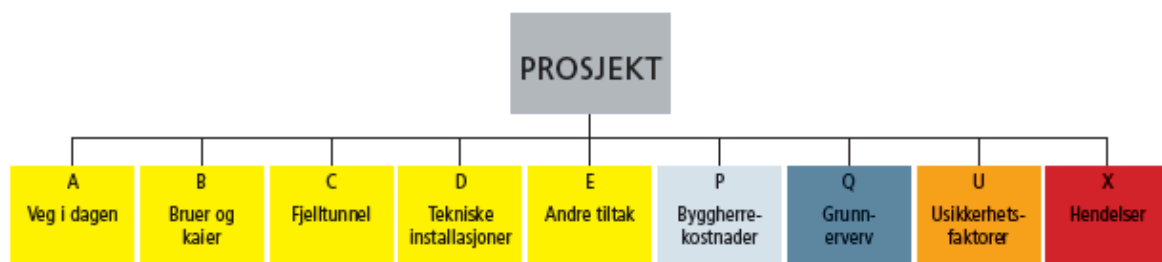 PROSJEKT
A
Veg i dagen
B
Bruer og
kaier
C
Fjelltunnel
D
Tekniske
installasjoner
E
Andre tiltak
P
Byggherre-
kostnader
Q
Grunn-
erverv
U
Usikkerhets-
faktorer
X
Hendelser